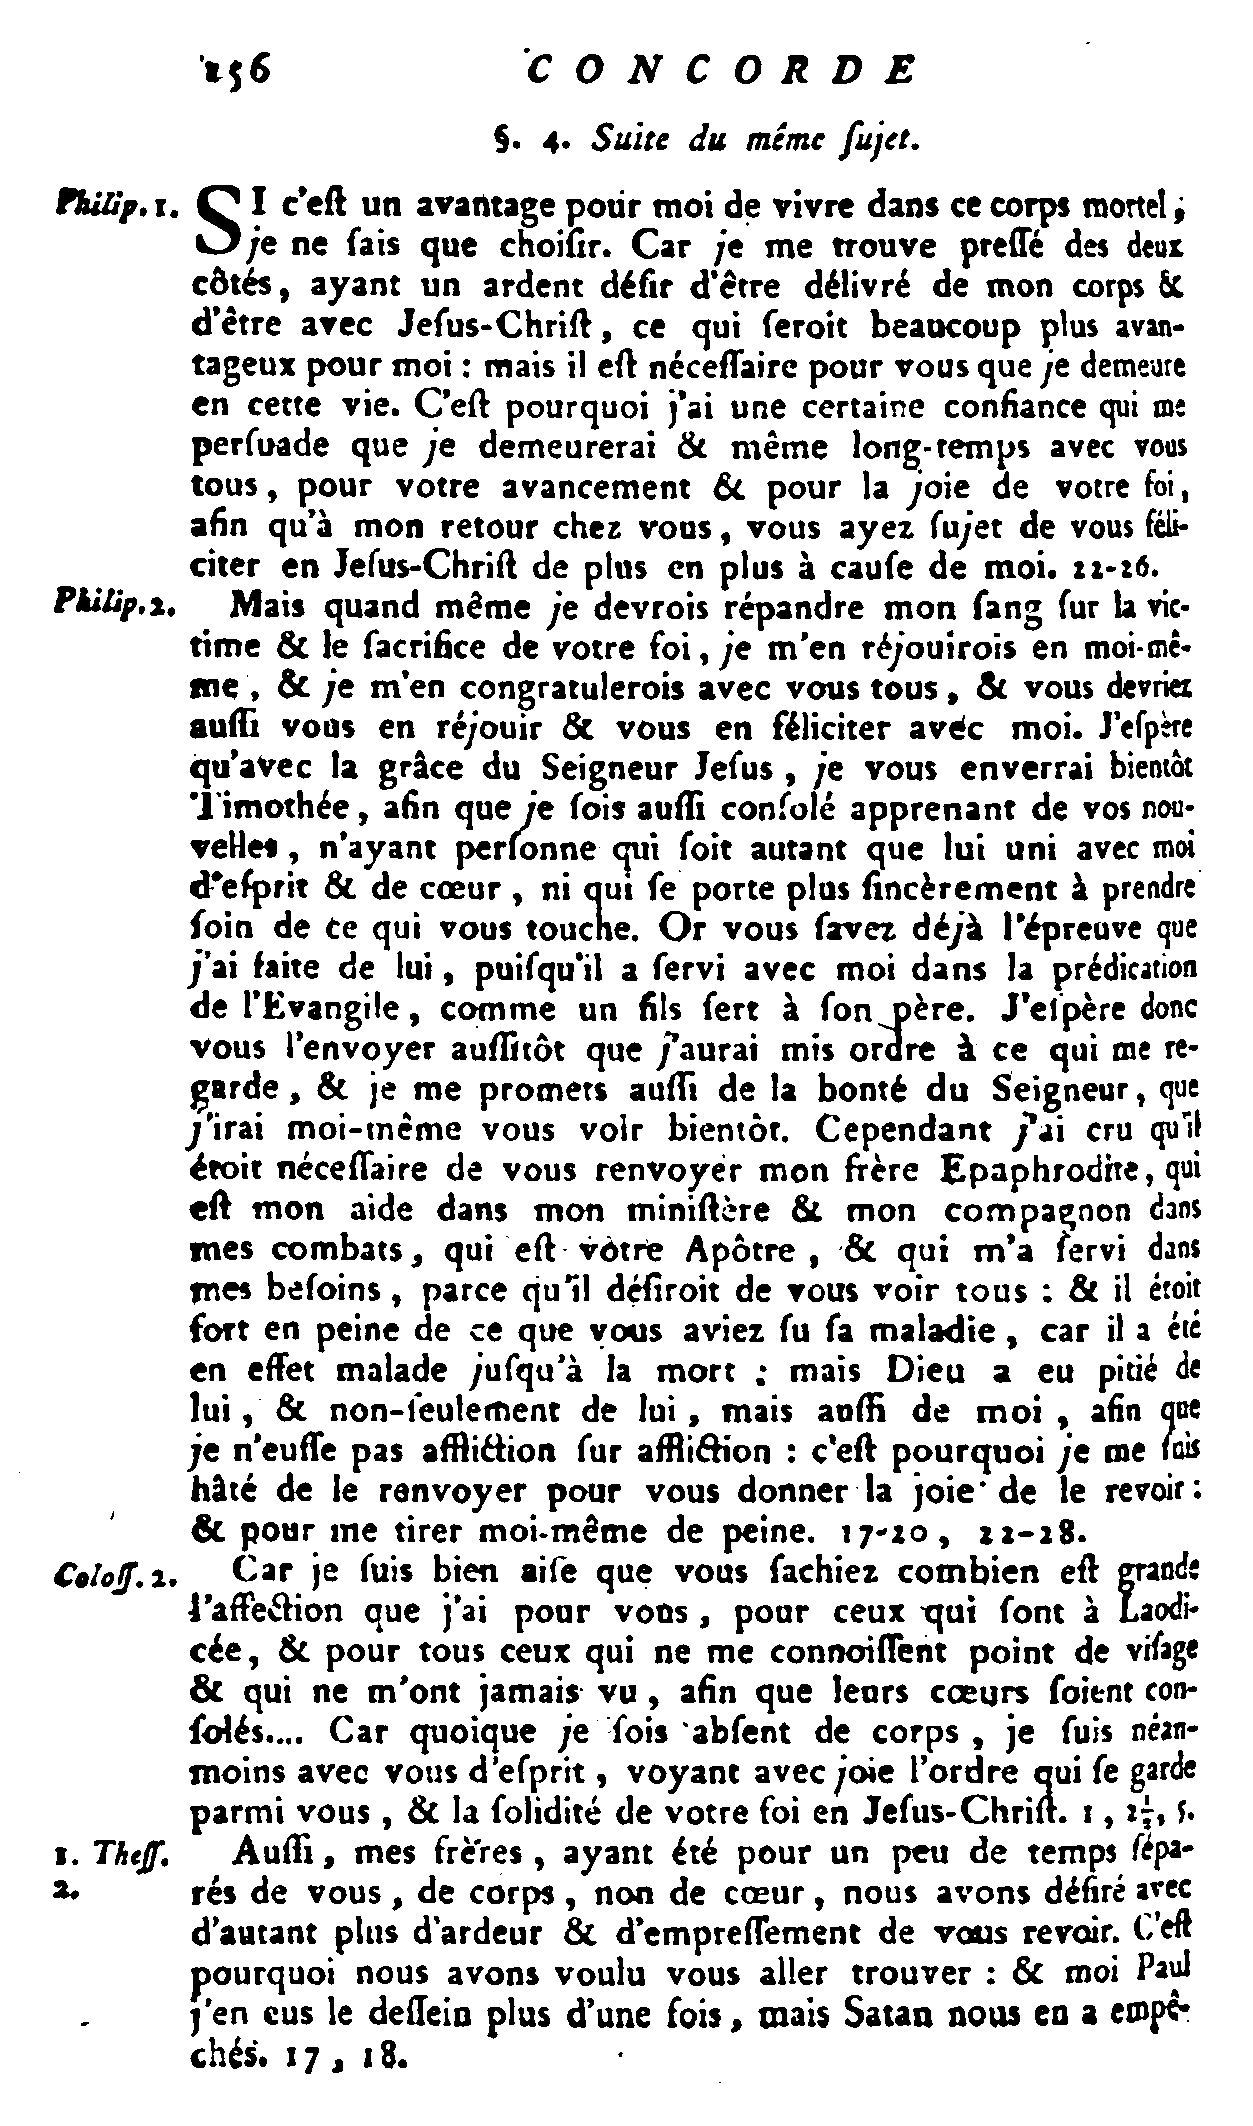 156 CONCORDE
§. 4. Suite du même ſujet.
Philip. 1. SI c'eſt un avantage pour moi de vivre dans ce corps mortel;
je ne ſais que choiſir. Car je me trouve preſſé des deux
côtés, ayant un ardent déſir d'être délivré de mon corps &
d'être avec Jeſus-Chriſt, ce qui ſeroit beaucoup plus avan-
tageux pour moi : mais il eſt néceſſaire pour vous que je demeure
en cette vie. C'eſt pourquoi j'ai une certaine confiance qui me
perſuade que je demeurerai & même long-temps avec vous
tous, pour votre avancement & pour la joie de votre foi,
afin qu'à mon retour chez vous, vous ayez ſujet de vous féli-
citer en Jeſus-Chriſt de plus en plus à cauſe de moi. 22-26.
Philip. 2. Mais quand même je devrois répandre mon ſang ſur la vic-
time & le ſacrifice de votre foi, je m'en réjouirois en moi-mê-
me, & je m'en congratulerois avec vous tous, & vous devriez
auſſi vous en réjouir & vous en féliciter avec moi. J'eſpère
qu'avec la grâce du Seigneur Jeſus, je vous enverrai bientôt
Timothée, afin que je ſois auſſi conſolé apprenant de vos nou-
velles, n'ayant perſonne qui ſoit autant que lui uni avec moi
d'eſprit & de cœur, ni qui ſe porte plus ſincèrement à prendre
ſoin de ce qui vous touche. Or vous ſavez déjà l'épreuve que
j'ai faite de lui, puiſqu'il a ſervi avec moi dans la prédication
de l'Evangile, comme un fils ſert à ſon père. J'eſpère donc
vous l'envoyer auſſitôt que j'aurai mis ordre à ce qui me re-
garde, & je me promets auſſi de la bonté du Seigneur, que
j'irai moi-même vous voir bientôt. Cependant j'ai cru qu'il
étoit néceſſaire de vous renvoyer mon frère Epaphrodite, qui
eſt mon aide dans mon miniſtère & mon compagnon dans
mes combats, qui eſt votre Apôtre, & qui m'a ſervi dans
mes beſoins, parce qu'il déſiroit de vous voir tous : & il étoit
fort en peine de ce que vous aviez ſu ſa maladie, car il a été
en effet malade juſqu'à la mort ; mais Dieu a eu pitié de
lui, & non-ſeulement de lui, mais auſſi de moi, afin que
je n'euſſe pas affliction ſur affliction : c'eſt pourquoi je me ſuis
hâté de le renvoyer pour vous donner la joie de le revoir :
& pour me tirer moi-même de peine. 17-20, 22-28.
Coloſſ. 2. Car je ſuis bien aiſe que vous ſachiez combien eſt grande
l'affection que j'ai pour vous, pour ceux qui ſont à Laodi-
cée, & pour tous ceux qui ne me connoiſſent point de viſage
& qui ne m'ont jamais vu, afin que leurs cœurs ſoient con-
ſolés.... Car quoique je ſois abſent de corps, je ſuis néan-
moins avec vous d'eſprit, voyant avec joie l'ordre qui ſe garde
parmi vous, & la ſolidité de votre foi en Jeſus-Chriſt. 1, 2½, 5.
1. Theſſ. Auſſi, mes frères, ayant été pour un peu de temps ſépa-
2. rés de vous, de corps, non de cœur, nous avons déſiré avec
d'autant plus d'ardeur & d'empreſſement de vous revoir. C'eſt
pourquoi nous avons voulu vous aller trouver : & moi Paul
j'en eus le deſſein plus d'une fois, mais Satan nous en a empê-
chés. 17, 18.